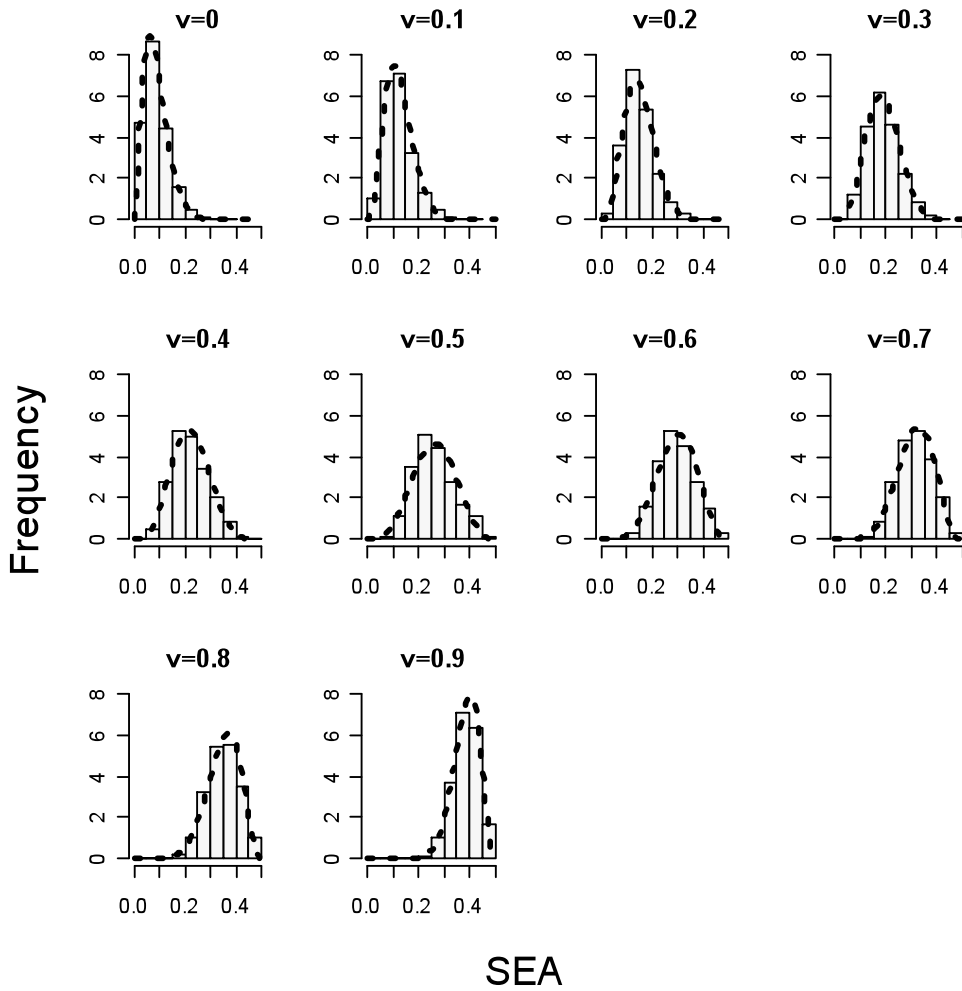 v=0 v=0.1 v=0.2 v=0.3
0 2 4 6 8 0 2 4 6 8 0 2 4 6 8 0 2 4 6 8
0.0 0.2 0.4 0.0 0.2 0.4 0.0 0.2 0.4 0.0 0.2 0.4
Frequency
v=0.4 v=0.5 v=0.6 v=0.7
0 2 4 6 8 0 2 4 6 8 0 2 4 6 8 0 2 4 6 8
0.0 0.2 0.4 0.0 0.2 0.4 0.0 0.2 0.4 0.0 0.2 0.4
v=0.8 v=0.9
0 2 4 6 8 0 2 4 6 8
0.0 0.2 0.4 0.0 0.2 0.4
SEA